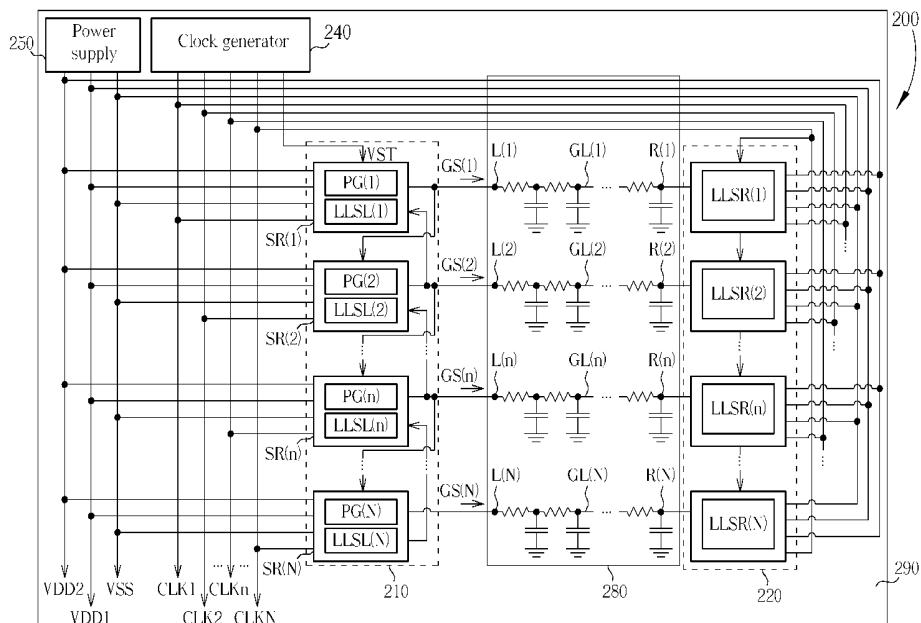 200
250
Power
supply
Clock generator
240
VST
GS(1)
L(1)
GL(1)
R(1)
PG(1)
LLSL(1)
LLSR(1)
SR(1)
GS(2)
L(2)
GL(2)
R(2)
PG(2)
LLSL(2)
LLSR(2)
SR(2)
GS(n)
L(n)
GL(n)
R(n)
PG(n)
LLSL(n)
LLSR(n)
SR(n)
GS(N)
L(N)
GL(N)
R(N)
PG(N)
LLSL(N)
LLSR(N)
SR(N)
VDD2
VSS
CLK1
CLKn
VDD1
CLK2
CLKN
210
280
220
290